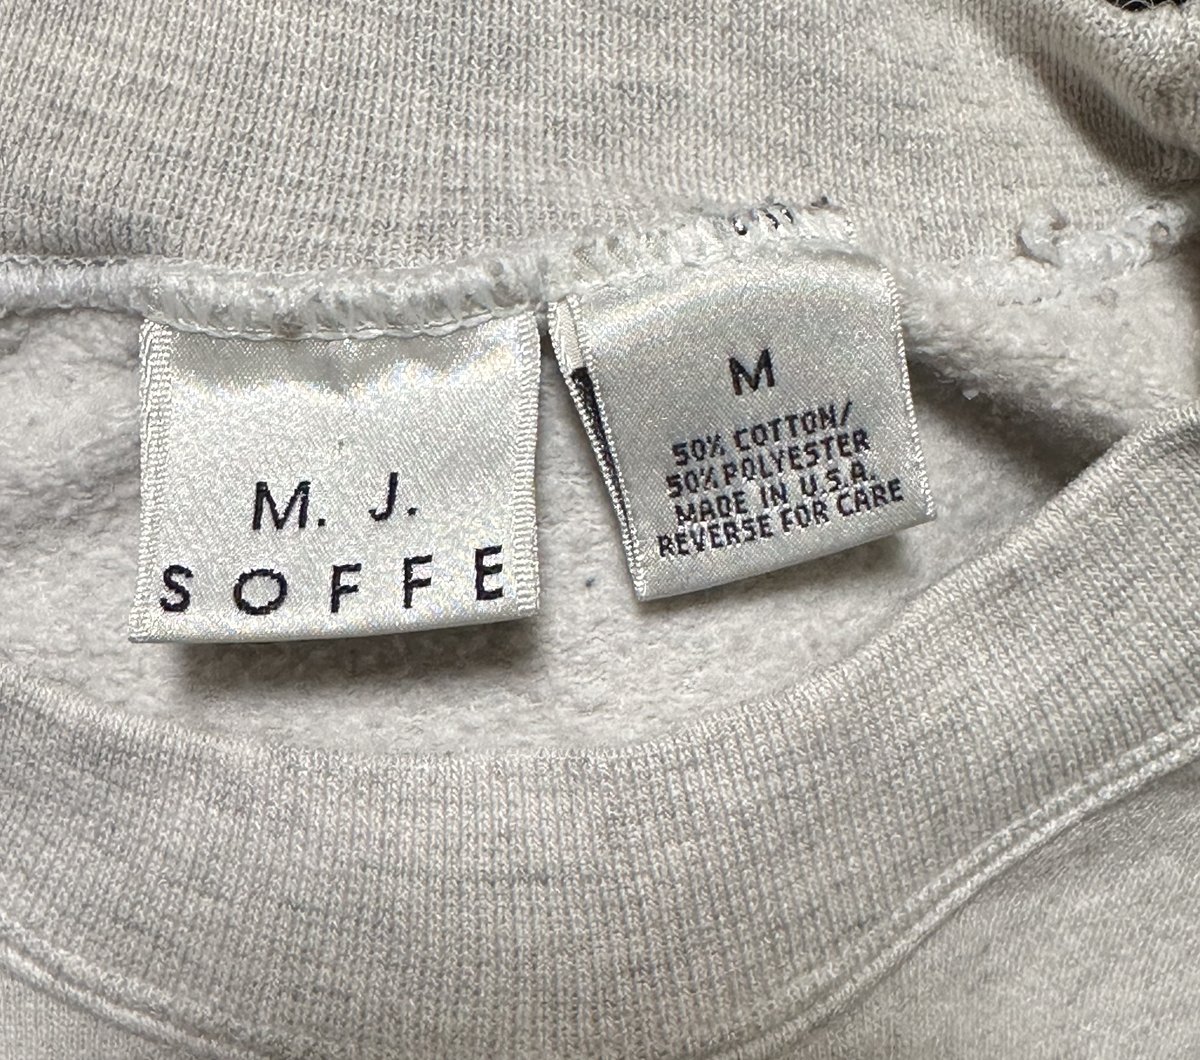 M. J.
SOFFE
M
50% COTTON/
50% POLYESTER
MADE IN U.S.A.
REVERSE FOR CARE